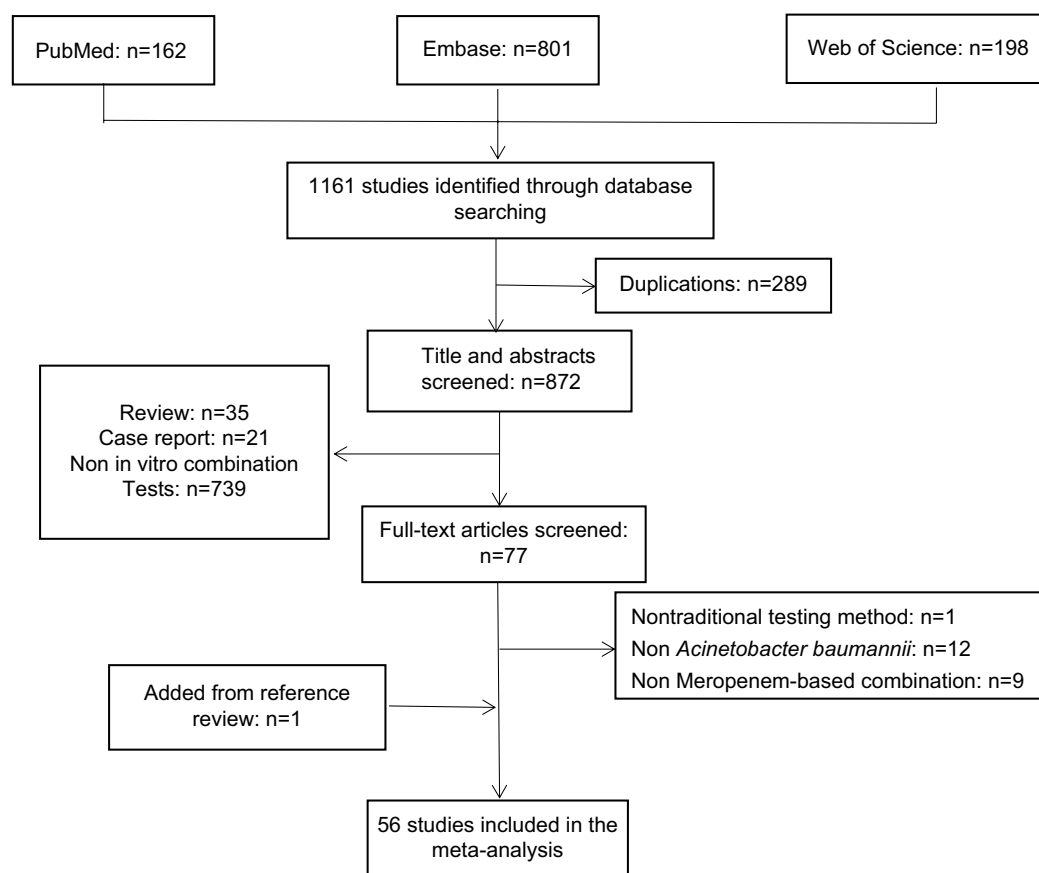 PubMed: n=162
Embase: n=801
Web of Science: n=198
1161 studies identified through database
searching
Duplications: n=289
Title and abstracts
screened: n=872
Review: n=35
Case report: n=21
Non in vitro combination
Tests: n=739
Full-text articles screened:
n=77
Nontraditional testing method: n=1
Non Acinetobacter baumannii: n=12
Non Meropenem-based combination: n=9
Added from reference
review: n=1
56 studies included in the
meta-analysis